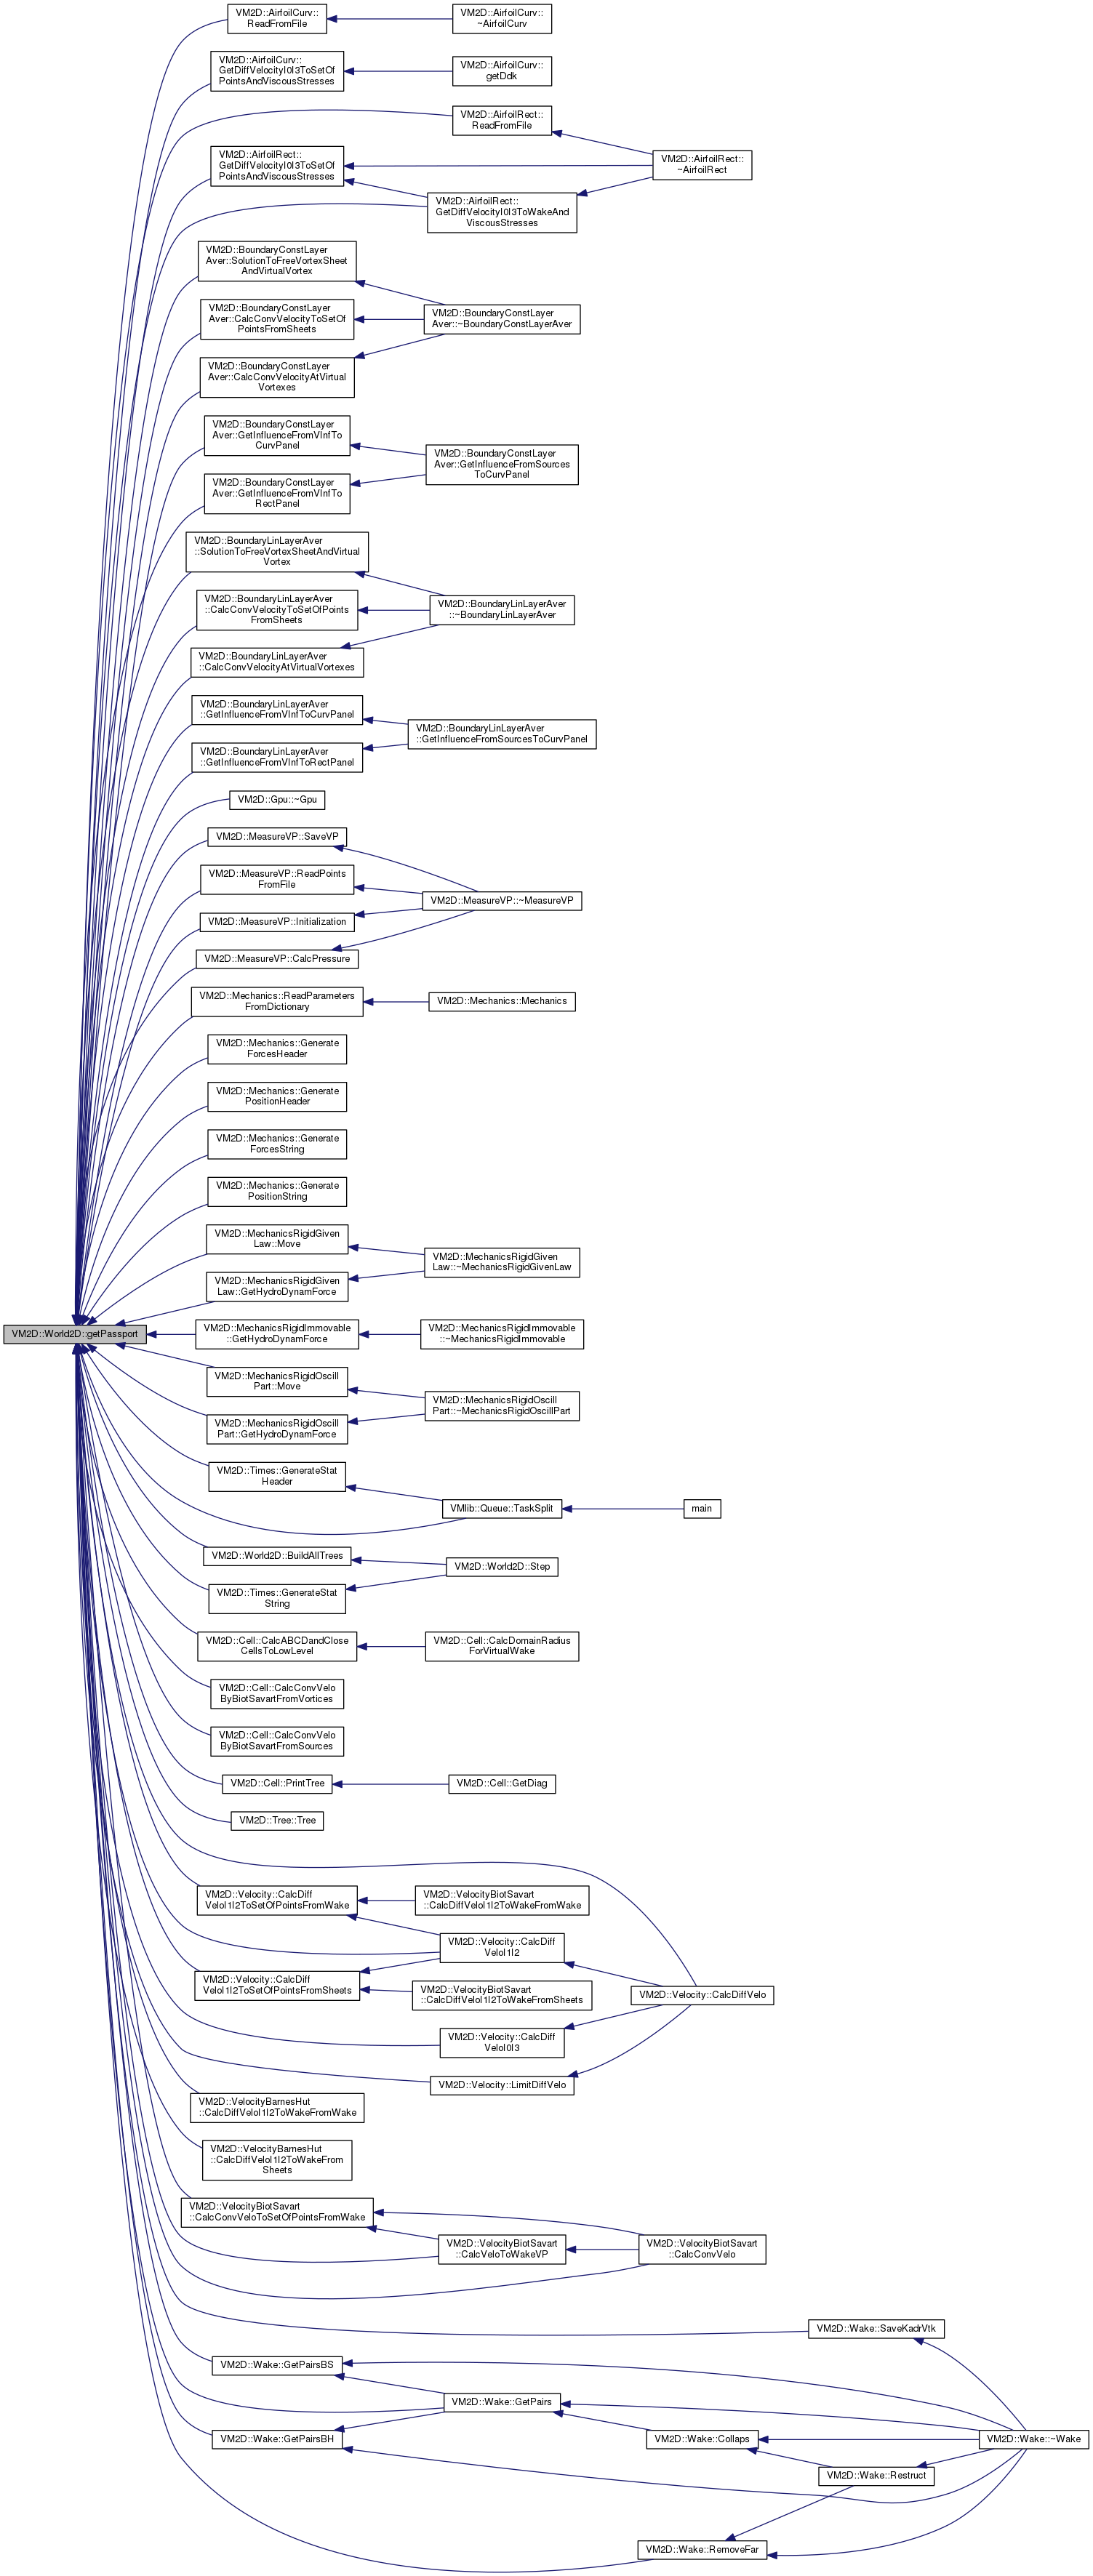 VM2D::AirfoilCurv::
ReadFromFile
VM2D::AirfoilCurv::
~AirfoilCurv
VM2D::AirfoilCurv::
GetDiffVelocityI0I3ToSetOf
PointsAndViscousStresses
VM2D::AirfoilCurv::
getDdk
VM2D::AirfoilRect::
ReadFromFile
VM2D::AirfoilRect::
GetDiffVelocityI0I3ToSetOf
PointsAndViscousStresses
VM2D::AirfoilRect::
~AirfoilRect
VM2D::AirfoilRect::
GetDiffVelocityI0I3ToWakeAnd
ViscousStresses
VM2D::BoundaryConstLayer
Aver::SolutionToFreeVortexSheet
AndVirtualVortex
VM2D::BoundaryConstLayer
Aver::CalcConvVelocityToSetOf
PointsFromSheets
VM2D::BoundaryConstLayer
Aver::~BoundaryConstLayerAver
VM2D::BoundaryConstLayer
Aver::CalcConvVelocityAtVirtual
Vortexes
VM2D::BoundaryConstLayer
Aver::GetInfluenceFromVInfTo
CurvPanel
VM2D::BoundaryConstLayer
Aver::GetInfluenceFromSources
ToCurvPanel
VM2D::BoundaryConstLayer
Aver::GetInfluenceFromVInfTo
RectPanel
VM2D::BoundaryLinLayerAver
::SolutionToFreeVortexSheetAndVirtual
Vortex
VM2D::BoundaryLinLayerAver
::CalcConvVelocityToSetOfPoints
FromSheets
VM2D::BoundaryLinLayerAver
::~BoundaryLinLayerAver
VM2D::BoundaryLinLayerAver
::CalcConvVelocityAtVirtualVortexes
VM2D::BoundaryLinLayerAver
::GetInfluenceFromVInfToCurvPanel
VM2D::BoundaryLinLayerAver
::GetInfluenceFromSourcesToCurvPanel
VM2D::BoundaryLinLayerAver
::GetInfluenceFromVInfToRectPanel
VM2D::Gpu::~Gpu
VM2D::MeasureVP::SaveVP
VM2D::MeasureVP::ReadPoints
FromFile
VM2D::MeasureVP::~MeasureVP
VM2D::MeasureVP::Initialization
VM2D::MeasureVP::CalcPressure
VM2D::Mechanics::ReadParameters
FromDictionary
VM2D::Mechanics::Mechanics
VM2D::Mechanics::Generate
ForcesHeader
VM2D::Mechanics::Generate
PositionHeader
VM2D::Mechanics::Generate
ForcesString
VM2D::Mechanics::Generate
PositionString
VM2D::MechanicsRigidGiven
Law::Move
VM2D::MechanicsRigidGiven
Law::~MechanicsRigidGivenLaw
VM2D::MechanicsRigidGiven
Law::GetHydroDynamForce
VM2D::World2D::getPassport
VM2D::MechanicsRigidImmovable
::GetHydroDynamForce
VM2D::MechanicsRigidImmovable
::~MechanicsRigidImmovable
VM2D::MechanicsRigidOscill
Part::Move
VM2D::MechanicsRigidOscill
Part::~MechanicsRigidOscillPart
VM2D::MechanicsRigidOscill
Part::GetHydroDynamForce
VM2D::Times::GenerateStat
Header
VMlib::Queue::TaskSplit
main
VM2D::World2D::BuildAllTrees
VM2D::World2D::Step
VM2D::Times::GenerateStat
String
VM2D::Cell::CalcABCDandClose
CellsToLowLevel
VM2D::Cell::CalcDomainRadius
ForVirtualWake
VM2D::Cell::CalcConvVelo
ByBiotSavartFromVortices
VM2D::Cell::CalcConvVelo
ByBiotSavartFromSources
VM2D::Cell::PrintTree
VM2D::Cell::GetDiag
VM2D::Tree::Tree
VM2D::Velocity::CalcDiff
VeloI1I2ToSetOfPointsFromWake
VM2D::VelocityBiotSavart
::CalcDiffVeloI1I2ToWakeFromWake
VM2D::Velocity::CalcDiff
VeloI1I2
VM2D::Velocity::CalcDiff
VeloI1I2ToSetOfPointsFromSheets
VM2D::VelocityBiotSavart
::CalcDiffVeloI1I2ToWakeFromSheets
VM2D::Velocity::CalcDiffVelo
VM2D::Velocity::CalcDiff
VeloI0I3
VM2D::Velocity::LimitDiffVelo
VM2D::VelocityBarnesHut
::CalcDiffVeloI1I2ToWakeFromWake
VM2D::VelocityBarnesHut
::CalcDiffVeloI1I2ToWakeFrom
Sheets
VM2D::VelocityBiotSavart
::CalcConvVeloToSetOfPointsFromWake
VM2D::VelocityBiotSavart
::CalcVeloToWakeVP
VM2D::VelocityBiotSavart
::CalcConvVelo
VM2D::Wake::SaveKadrVtk
VM2D::Wake::GetPairsBS
VM2D::Wake::GetPairs
VM2D::Wake::GetPairsBH
VM2D::Wake::Collaps
VM2D::Wake::~Wake
VM2D::Wake::Restruct
VM2D::Wake::RemoveFar